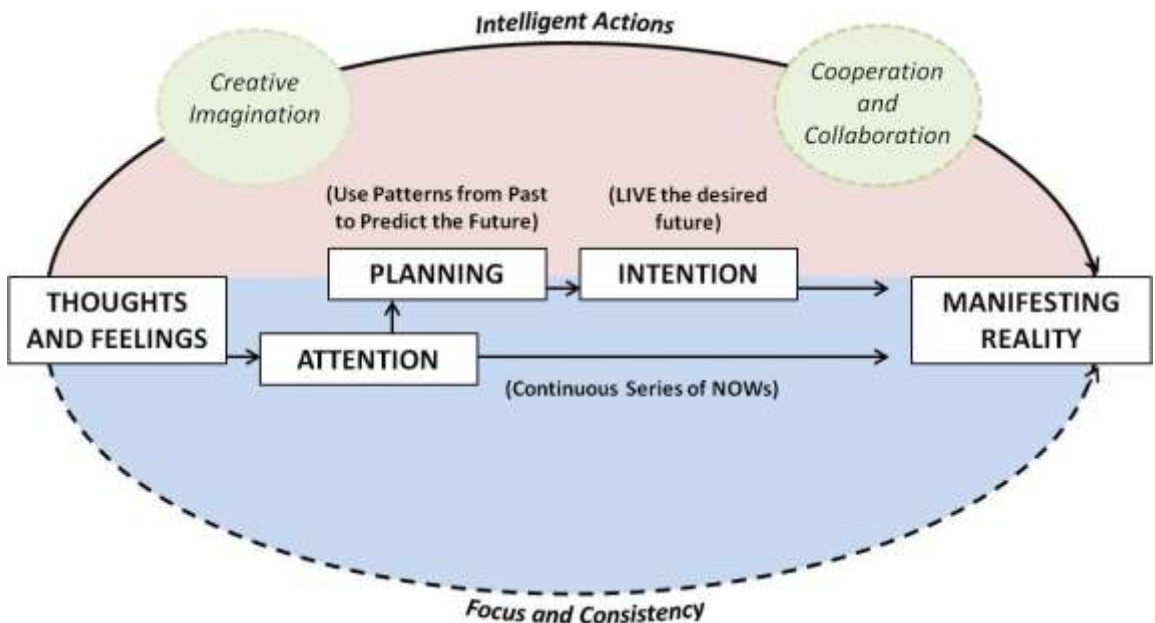 Intelligent Actions
Creative
Imagination
Cooperation
and
Collaboration
(Use Patterns from Past
to Predict the Future)
(LIVE the desired
future)
PLANNING
INTENTION
THOUGHTS
AND FEELINGS
MANIFESTING
REALITY
ATTENTION
(Continuous Series of NOWs)
Focus and Consistency